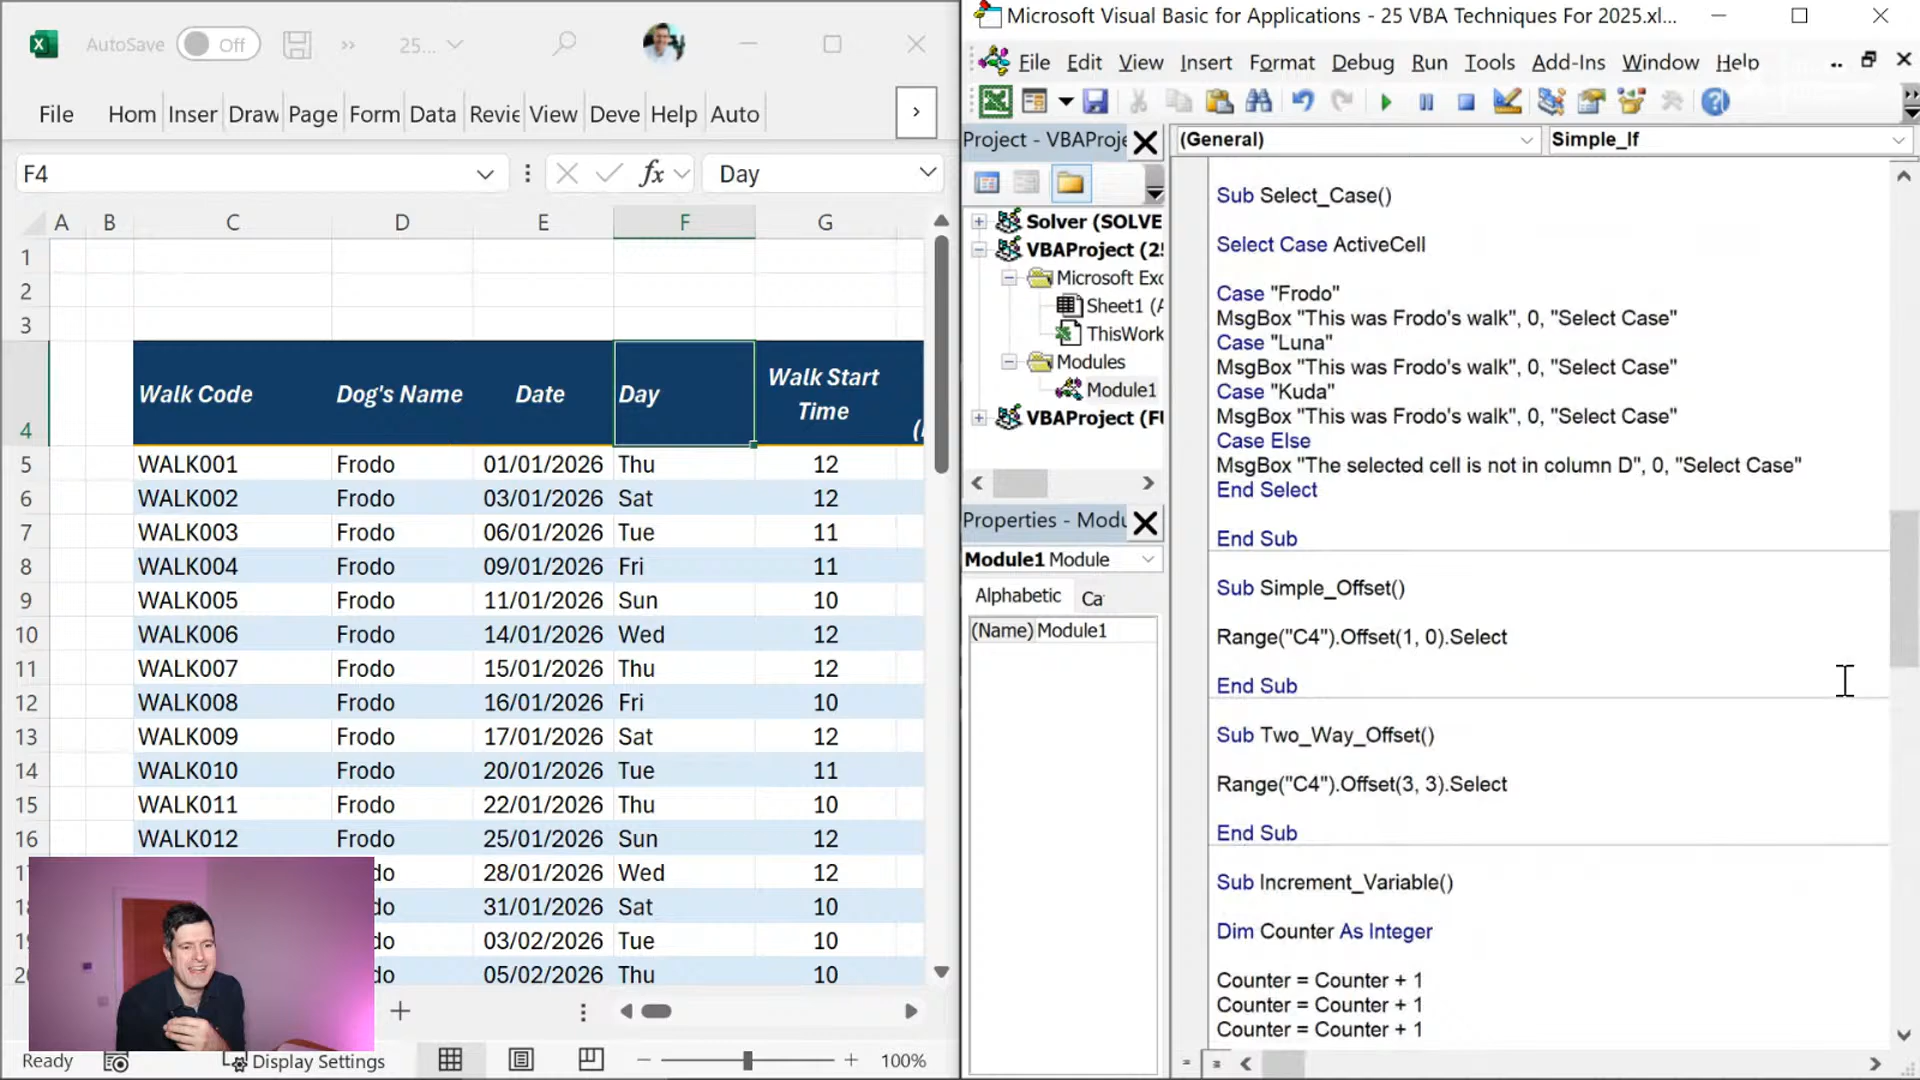 AutoSave Off 25...
File Hom Inser Draw Page Form Data Revie View Deve Help Auto
F4 fx Day
A B C D E F G
1
2
3
4 Walk Code Dog's Name Date Day Walk Start Time
5 WALK001 Frodo 01/01/2026 Thu 12
6 WALK002 Frodo 03/01/2026 Sat 12
7 WALK003 Frodo 06/01/2026 Tue 11
8 WALK004 Frodo 09/01/2026 Fri 11
9 WALK005 Frodo 11/01/2026 Sun 10
10 WALK006 Frodo 14/01/2026 Wed 12
11 WALK007 Frodo 15/01/2026 Thu 12
12 WALK008 Frodo 16/01/2026 Fri 10
13 WALK009 Frodo 17/01/2026 Sat 12
14 WALK010 Frodo 20/01/2026 Tue 11
15 WALK011 Frodo 22/01/2026 Thu 10
16 WALK012 Frodo 25/01/2026 Sun 12
do 28/01/2026 Wed 12
do 31/01/2026 Sat 10
do 03/02/2026 Tue 10
do 05/02/2026 Thu 10
Ready Display Settings 100%
Microsoft Visual Basic for Applications - 25 VBA Techniques For 2025.xl...
File Edit View Insert Format Debug Run Tools Add-Ins Window Help
Project - VBAProje
Solver (SOLVE
VBAProject (2
Microsoft Exc
Sheet1 (
ThisWork
Modules
Module1
VBAProject (FU
Properties - Modu
Module1 Module
Alphabetic Ca
(Name) Module1
(General) Simple_If
Sub Select_Case()
Select Case ActiveCell
Case "Frodo"
MsgBox "This was Frodo's walk", 0, "Select Case"
Case "Luna"
MsgBox "This was Frodo's walk", 0, "Select Case"
Case "Kuda"
MsgBox "This was Frodo's walk", 0, "Select Case"
Case Else
MsgBox "The selected cell is not in column D", 0, "Select Case"
End Select
End Sub
Sub Simple_Offset()
Range("C4").Offset(1, 0).Select
End Sub
Sub Two_Way_Offset()
Range("C4").Offset(3, 3).Select
End Sub
Sub Increment_Variable()
Dim Counter As Integer
Counter = Counter + 1
Counter = Counter + 1
Counter = Counter + 1